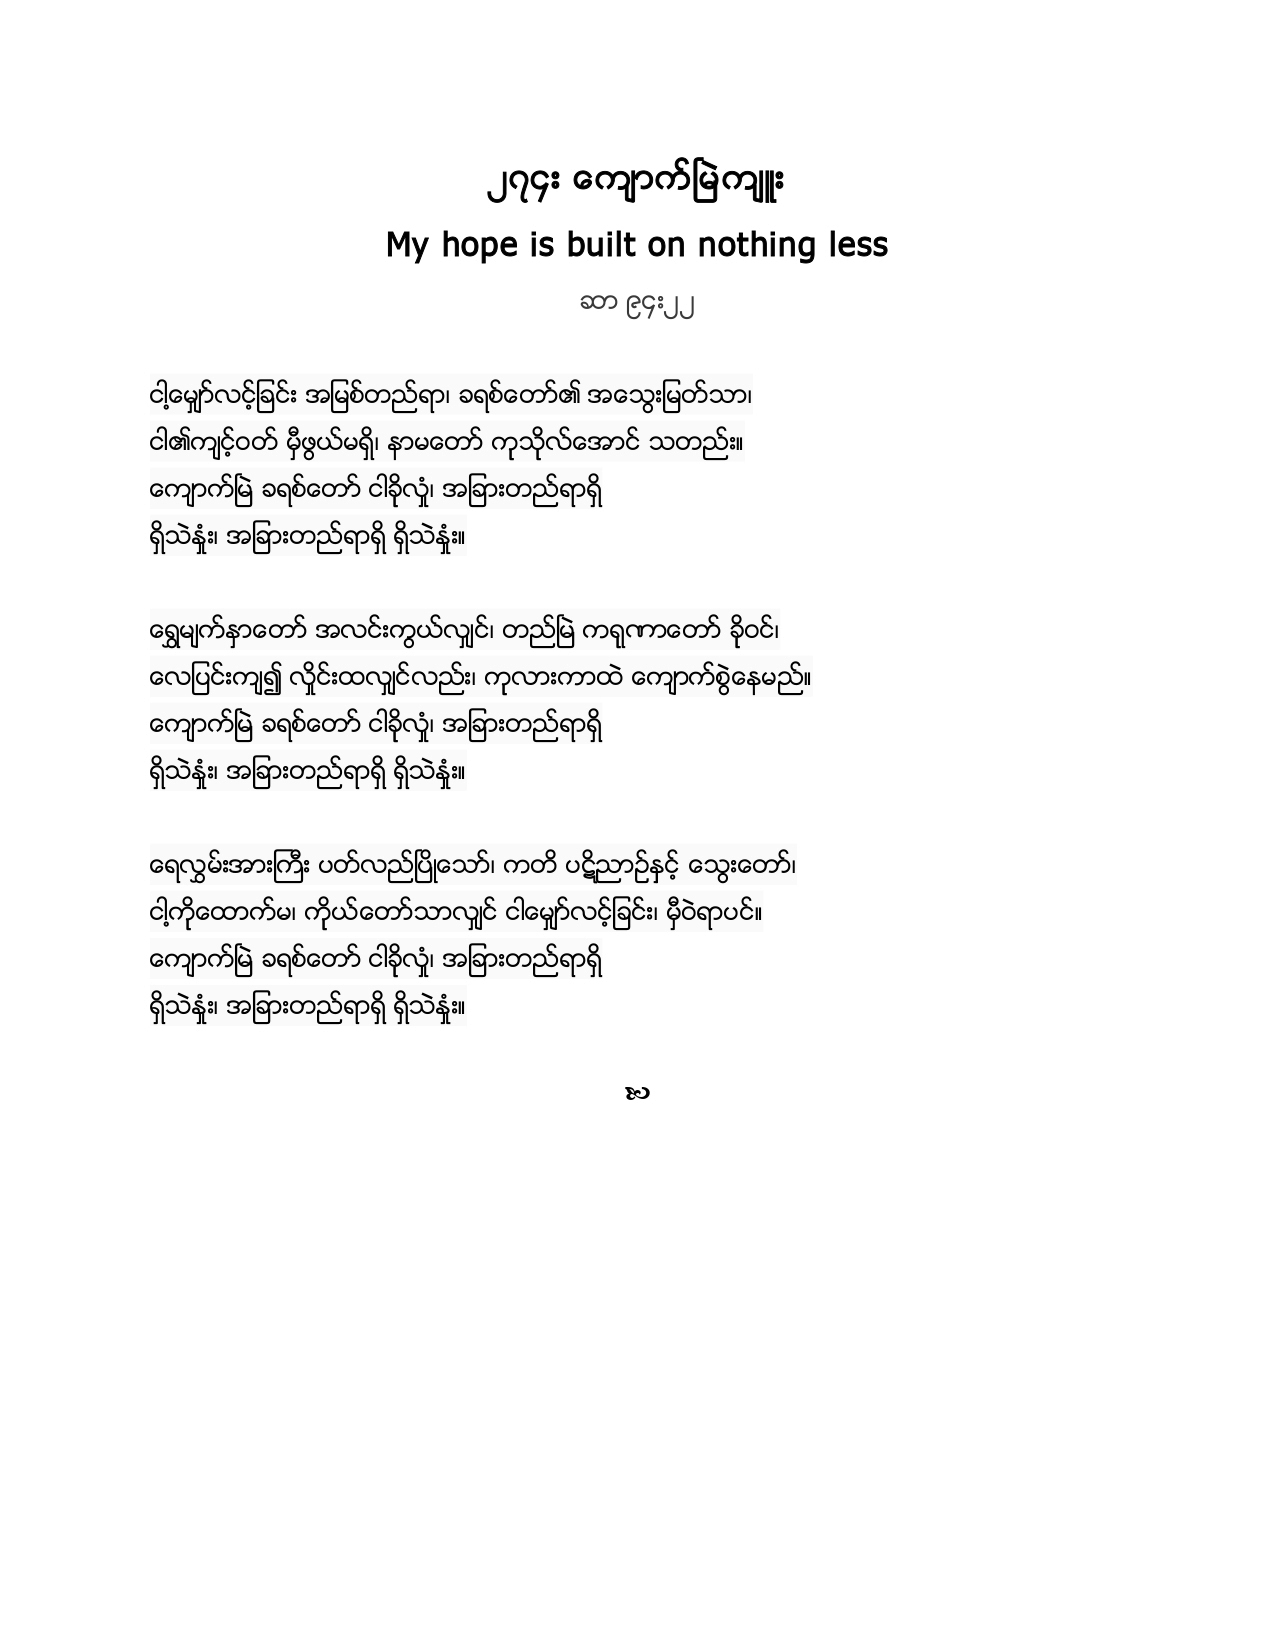 ၂၇၄း ကျောက်မြဲကျူး
My hope is built on nothing less
ဆာ ၉၄း၂၂
ငါ့မျှော်လင့်ခြင်း အမြစ်တည်ရာ၊ ခရစ်တော်၏ အသွေးမြတ်သာ၊
ငါ၏ကျင့်ဝတ် မှီဖွယ်မရှိ၊ နာမတော် ကုသိုလ်အောင် သတည်း။
ကျောက်မြဲ ခရစ်တော် ငါခိုလှုံ၊ အခြားတည်ရာရှိ
ရှိသဲနှုံး၊ အခြားတည်ရာရှိ ရှိသဲနှုံး။
ရွှေမျက်နှာတော် အလင်းကွယ်လျှင်၊ တည်မြဲ ကရုဏာတော် ခိုဝင်၊
လေပြင်းကျ၍ လှိုင်းထလျှင်လည်း၊ ကုလားကာထဲ ကျောက်စွဲနေမည်။
ကျောက်မြဲ ခရစ်တော် ငါခိုလှုံ၊ အခြားတည်ရာရှိ
ရှိသဲနှုံး၊ အခြားတည်ရာရှိ ရှိသဲနှုံး။
ရေလွှမ်းအားကြီး ပတ်လည်ပြိုသော်၊ ကတိ ပဋိညာဉ်နှင့် သွေးတော်၊
ငါ့ကိုထောက်မ၊ ကိုယ်တော်သာလျှင် ငါမျှော်လင့်ခြင်း၊ မှီဝဲရာပင်။
ကျောက်မြဲ ခရစ်တော် ငါခိုလှုံ၊ အခြားတည်ရာရှိ
ရှိသဲနှုံး၊ အခြားတည်ရာရှိ ရှိသဲနှုံး။